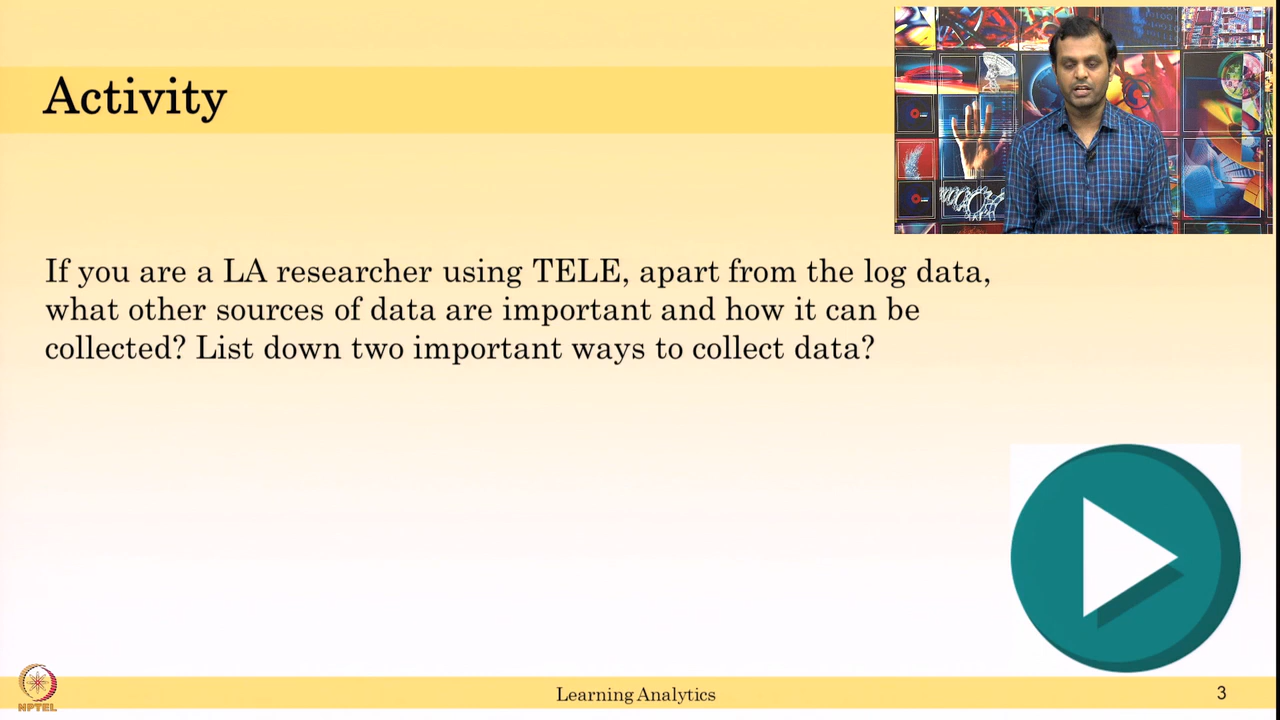 Activity
If you are a LA researcher using TELE, apart from the log data,
what other sources of data are important and how it can be
collected? List down two important ways to collect data?
NPTEL
Learning Analytics
3